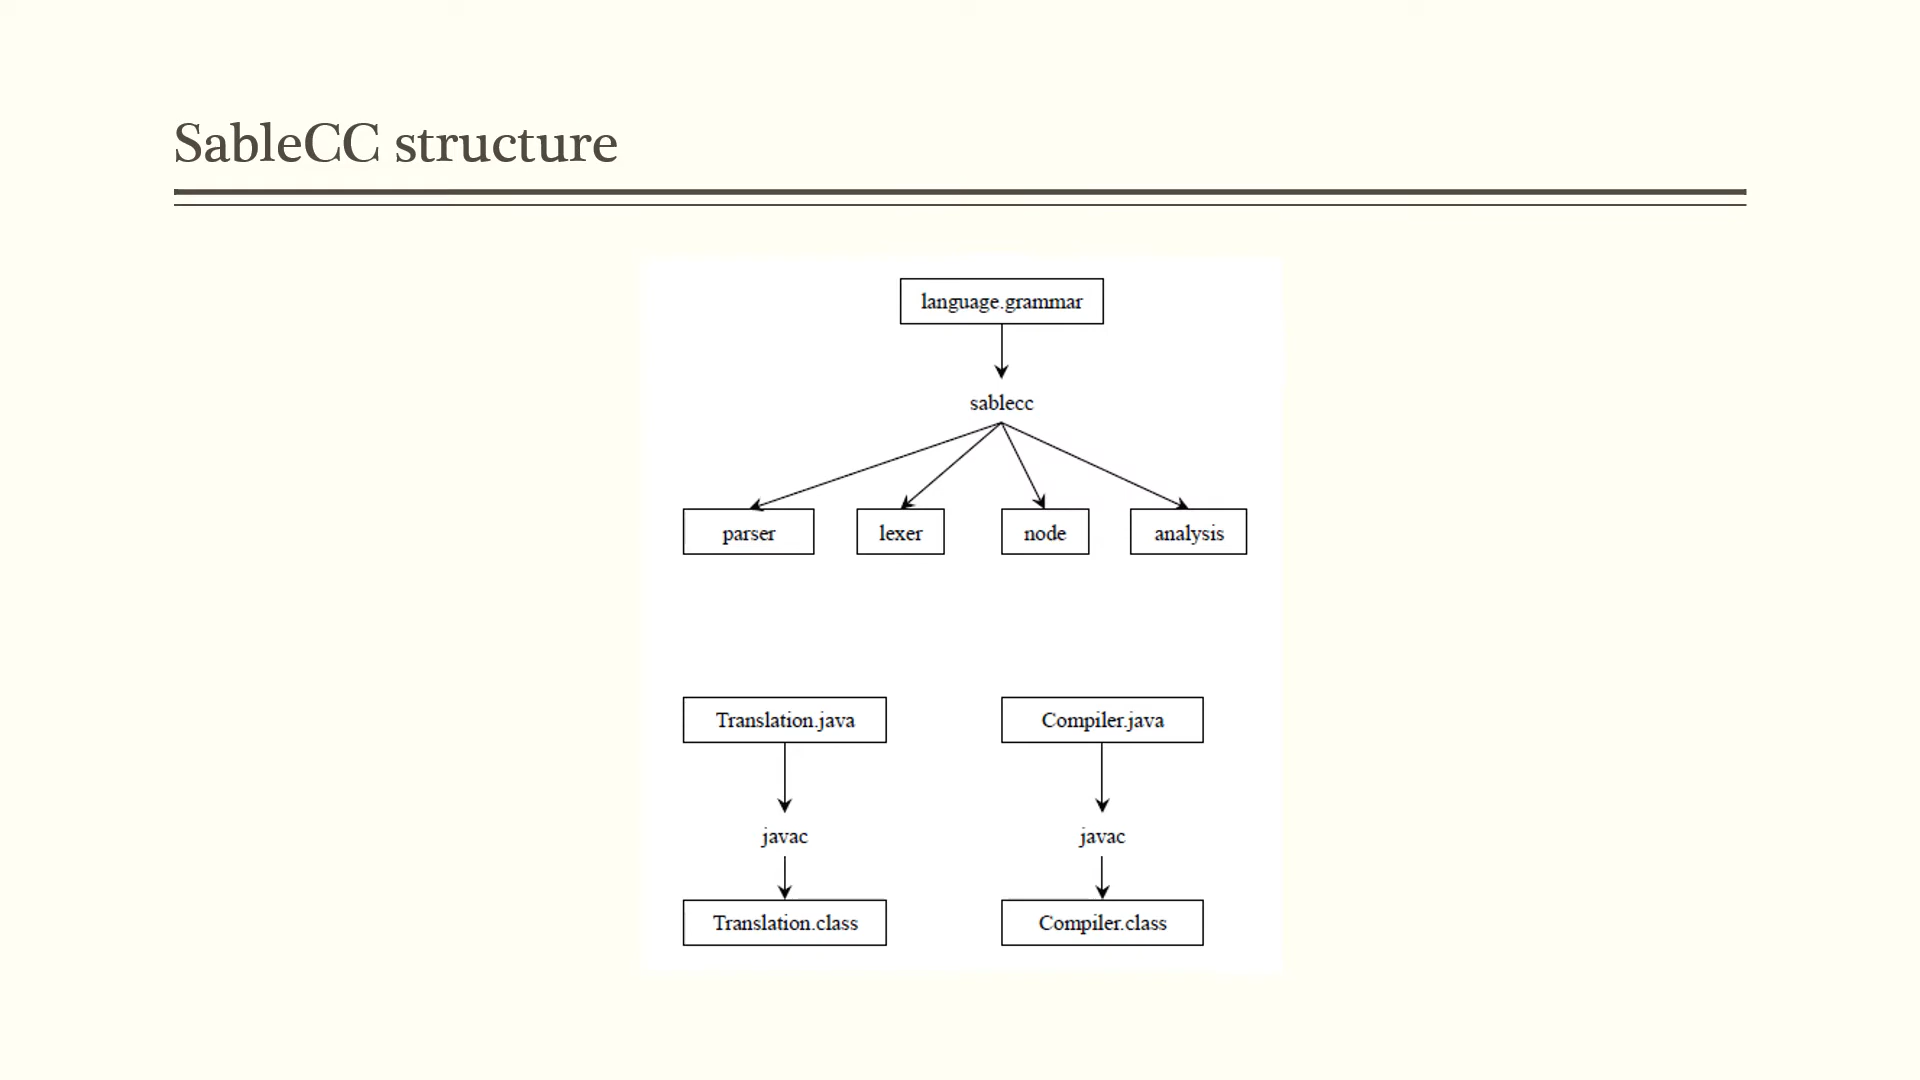 SableCC structure
language.grammar
sablecc
parser
lexer
node
analysis
Translation.java
Compiler.java
javac
javac
Translation.class
Compiler.class